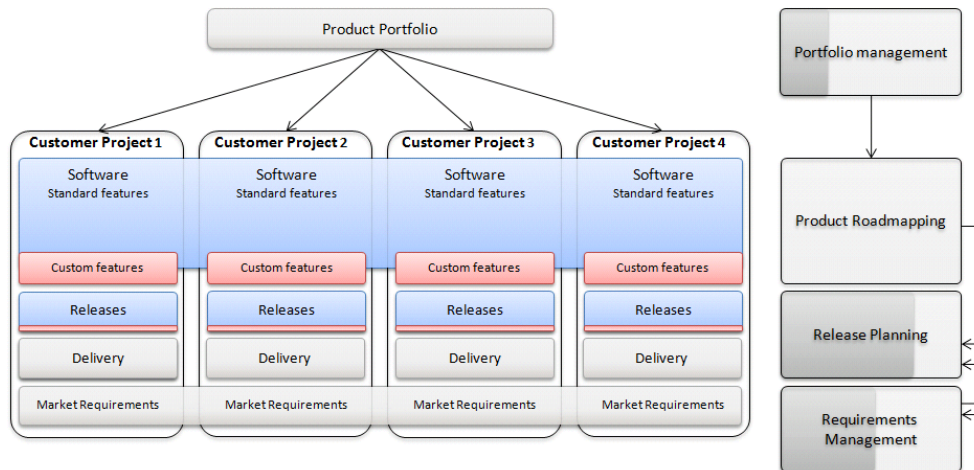 Product Portfolio
Portfolio management
Customer Project 1
Customer Project 2
Customer Project 3
Customer Project 4
Software
Software
Software
Software
Standard features
Standard features
Standard features
Standard features
Product Roadmapping
Custom features
Custom features
Custom features
Custom features
Releases
Releases
Releases
Releases
Release Planning
Delivery
Delivery
Delivery
Delivery
Market Requirements
Market Requirements
Market Requirements
Market Requirements
Requirements
Management